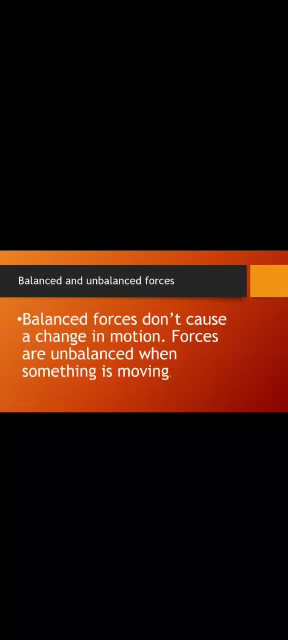 Balanced and unbalanced forces
•Balanced forces don’t cause
a change in motion. Forces
are unbalanced when
something is moving.